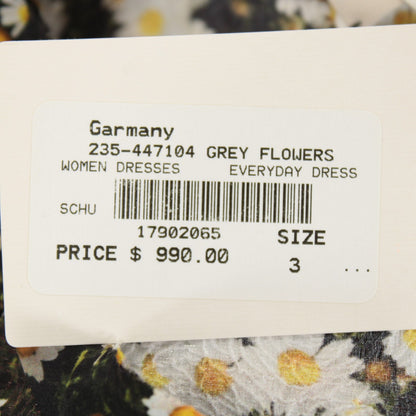 Garmany
235-447104 GREY FLOWERS
WOMEN DRESSES EVERYDAY DRESS
SCHU
17902065
SIZE
PRICE $ 990.00
3 ...